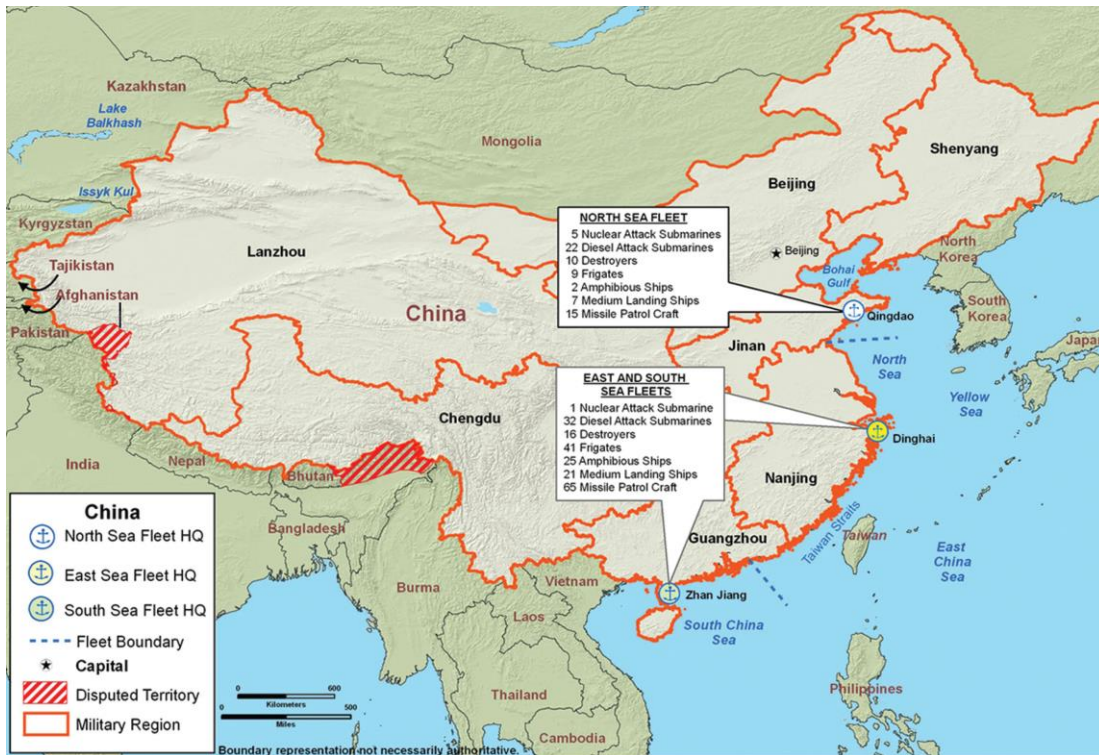 Kazakhstan
Lake
Balkhash
Mongolia
Shenyang
Beijing
Issyk Kul
Kyrgyzstan
NORTH SEA FLEET
5 Nuclear Attack Submarines
22 Diesel Attack Submarines
10 Destroyers
9 Frigates
2 Amphibious Ships
7 Medium Landing Ships
15 Missile Patrol Craft
Lanzhou
Beijing
North
Korea
Tajikistan
Bohai
Gulf
Afghanistan
China
South
Korea
Qingdao
Pakistan
Jinan
Japan
North
Sea
EAST AND SOUTH
SEA FLEETS
1 Nuclear Attack Submarine
32 Diesel Attack Submarines
16 Destroyers
41 Frigates
25 Amphibious Ships
21 Medium Landing Ships
65 Missile Patrol Craft
Yellow
Sea
Chengdu
Dinghai
India
Nepal
Bhutan
Nanjing
Bangladesh
Guangzhou
Taiwan Straits
Taiwan
East
China
Sea
Burma
Vietnam
Zhan Jiang
Laos
South China
Sea
Thailand
Philippines
Cambodia
China
North Sea Fleet HQ
East Sea Fleet HQ
South Sea Fleet HQ
Fleet Boundary
Capital
Disputed Territory
Military Region
0 600
Kilometers
0 500
Miles
Boundary representation not necessarily authoritative.